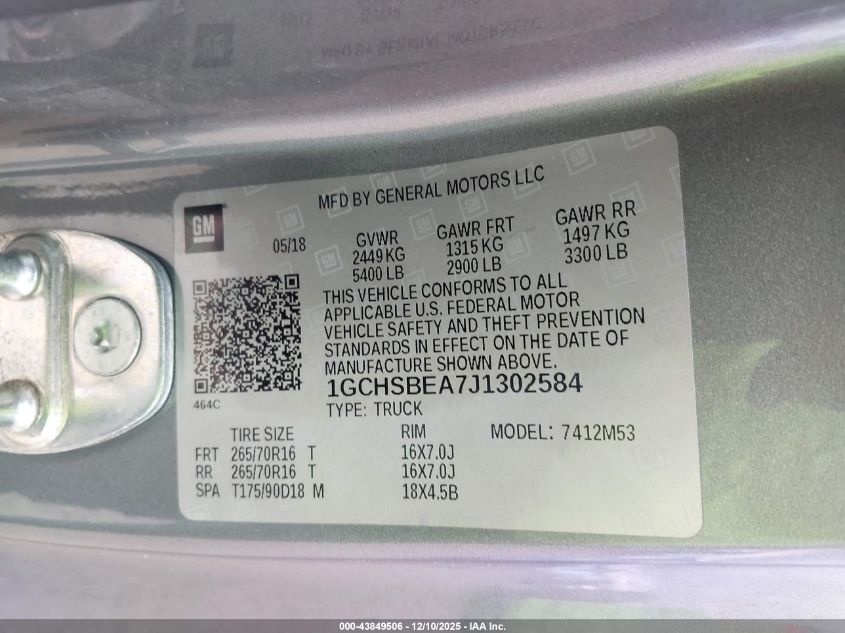 MFD BY GENERAL MOTORS LLC
GM
05/18
GVWR GAWR FRT GAWR RR
2449 KG 1315 KG 1497 KG
5400 LB 2900 LB 3300 LB
THIS VEHICLE CONFORMS TO ALL
APPLICABLE U.S. FEDERAL MOTOR
VEHICLE SAFETY AND THEFT PREVENTION
STANDARDS IN EFFECT ON THE DATE OF
MANUFACTURE SHOWN ABOVE.
1GCHSBEA7J1302584
464C
TYPE: TRUCK
TIRE SIZE RIM MODEL: 7412M53
FRT 265/70R16 T 16X7.0J
RR 265/70R16 T 16X7.0J
SPA T175/90D18 M 18X4.5B
000-43849506 - 12/10/2025 - IAA Inc.